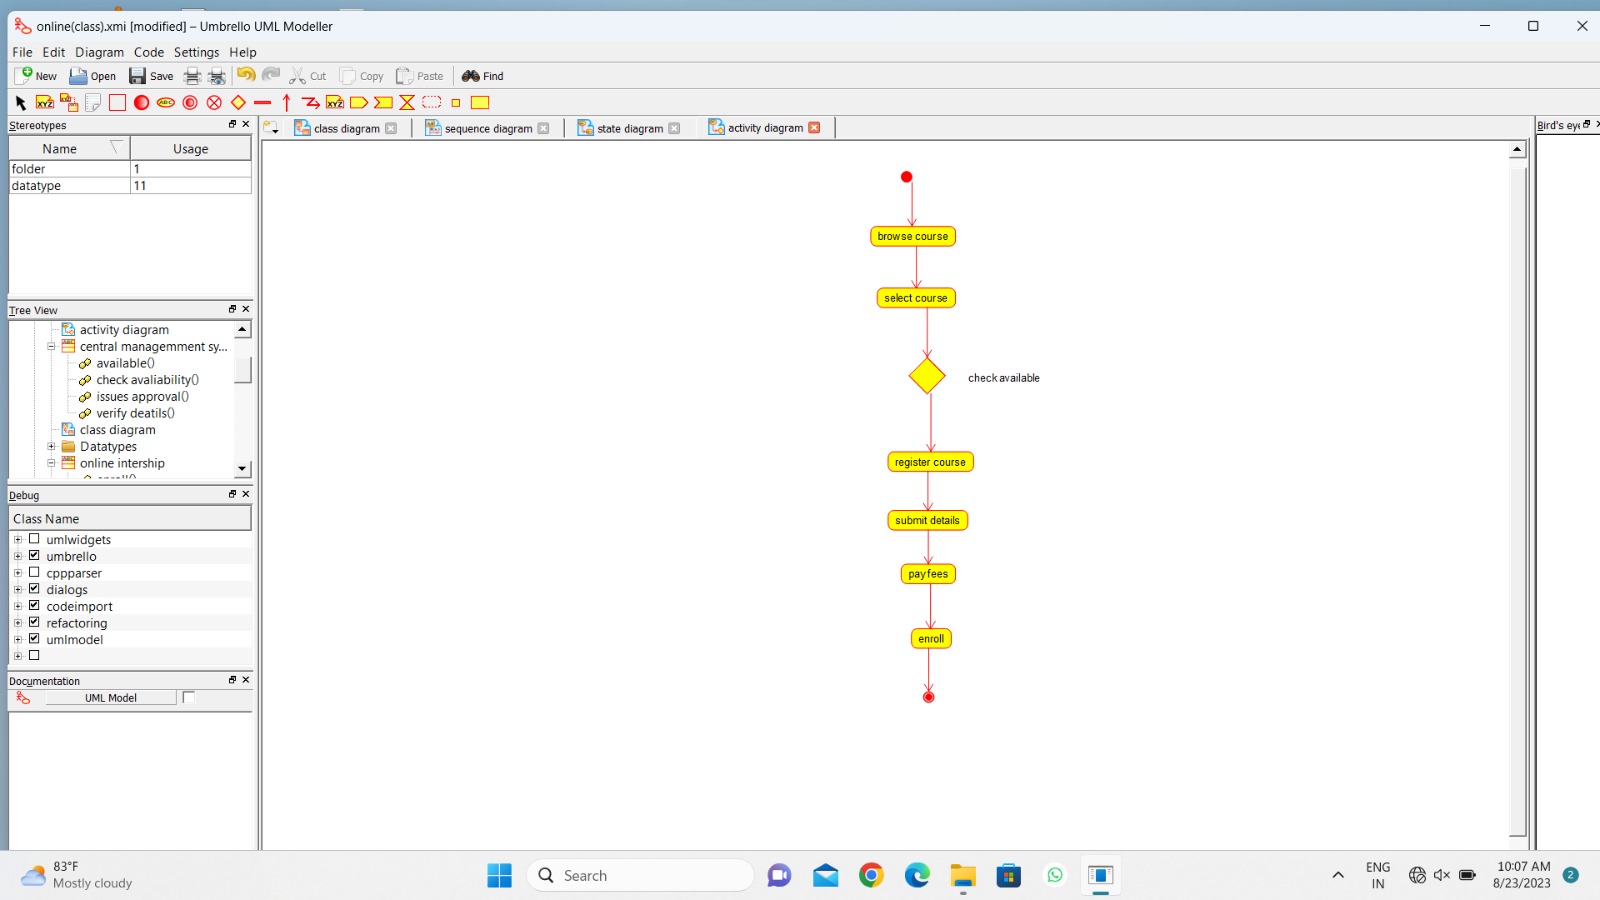 online(class).xmi [modified] – Umbrello UML Modeller
File Edit Diagram Code Settings Help
New Open Save Cut Copy Paste Find
XYZ ABC XYZ
Stereotypes
Name Usage
folder 1
datatype 11
class diagram sequence diagram state diagram activity diagram
Bird's eye
browse course
select course
check available
register course
submit details
pay fees
enroll
Tree View
activity diagram
central managemment sy...
available()
check avaliability()
issues approval()
verify deatils()
class diagram
Datatypes
online intership
Debug
Class Name
umlwidgets
umbrello
cppparser
dialogs
codeimport
refactoring
umlmodel
Documentation
UML Model
83°F
Mostly cloudy
Search
ENG
IN
10:07 AM
8/23/2023
2